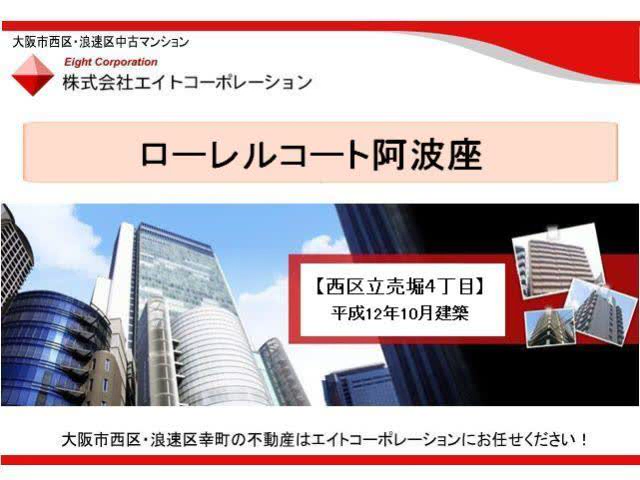 大阪市西区・浪速区中古マンション
Eight Corporation
株式会社エイトコーポレーション
ローレルコート阿波座
【西区立売堀4丁目】
平成12年10月建築
大阪市西区・浪速区幸町の不動産はエイトコーポレーションにお任せください！